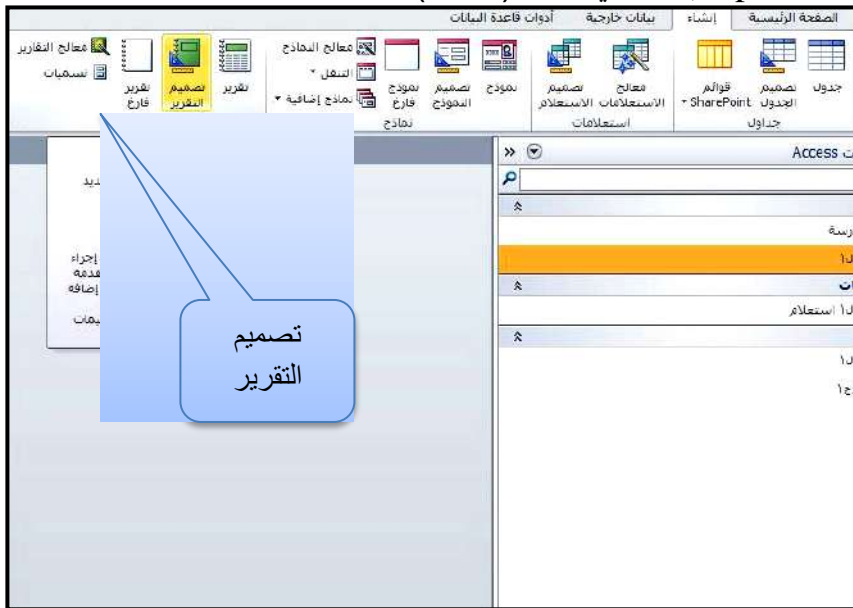 الصفحة الرئيسية إنشاء بيانات خارجية أدوات قاعدة البيانات
جدول
تصميم الجدول
قوائم SharePoint
جداول
معالج الاستعلامات
تصميم الاستعلام
استعلامات
نموذج
تصميم النموذج
نموذج فارغ
معالج النماذج
التنقل
نماذج إضافية
نماذج
تقرير
تصميم التقرير
تقرير فارغ
معالج التقارير
تسميات
Access
استعلام
إجراء
إضافة
تصميم
التقرير